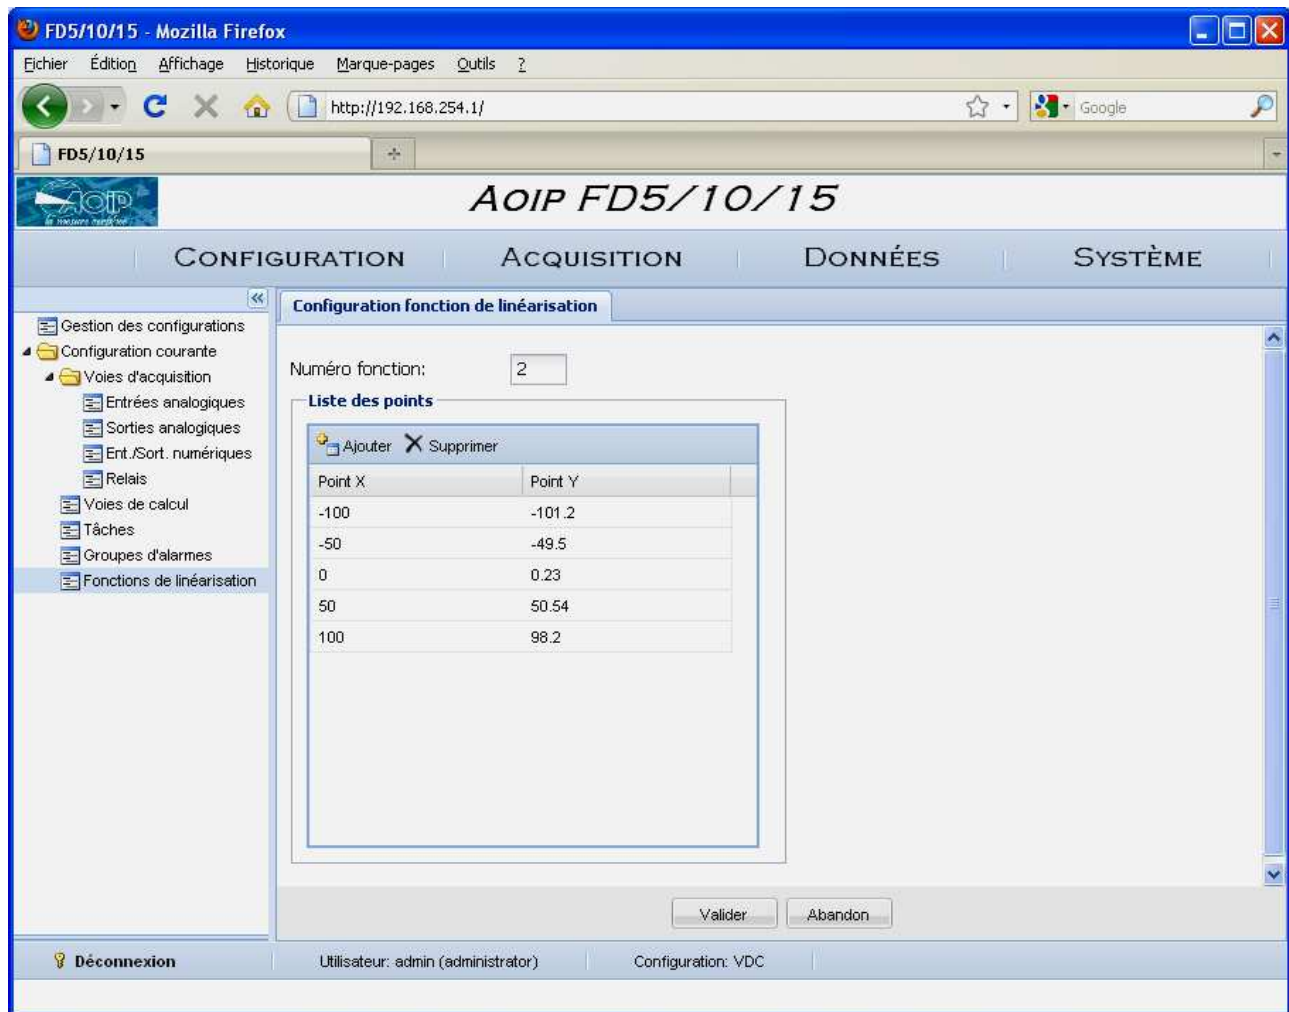 FD5/10/15 - Mozilla Firefox
Fichier Édition Affichage Historique Marque-pages Outils ?
http://192.168.254.1/ Google
FD5/10/15
AOIP
AOIP FD5/10/15
CONFIGURATION ACQUISITION DONNÉES SYSTÈME
Configuration fonction de linéarisation
Gestion des configurations
Configuration courante
Voies d'acquisition
Entrées analogiques
Sorties analogiques
Ent./Sort. numériques
Relais
Voies de calcul
Tâches
Groupes d'alarmes
Fonctions de linéarisation
Numéro fonction: 2
Liste des points
Ajouter Supprimer
Point X Point Y
-100 -101.2
-50 -49.5
0 0.23
50 50.54
100 98.2
Valider Abandon
Déconnexion Utilisateur: admin (administrator) Configuration: VDC